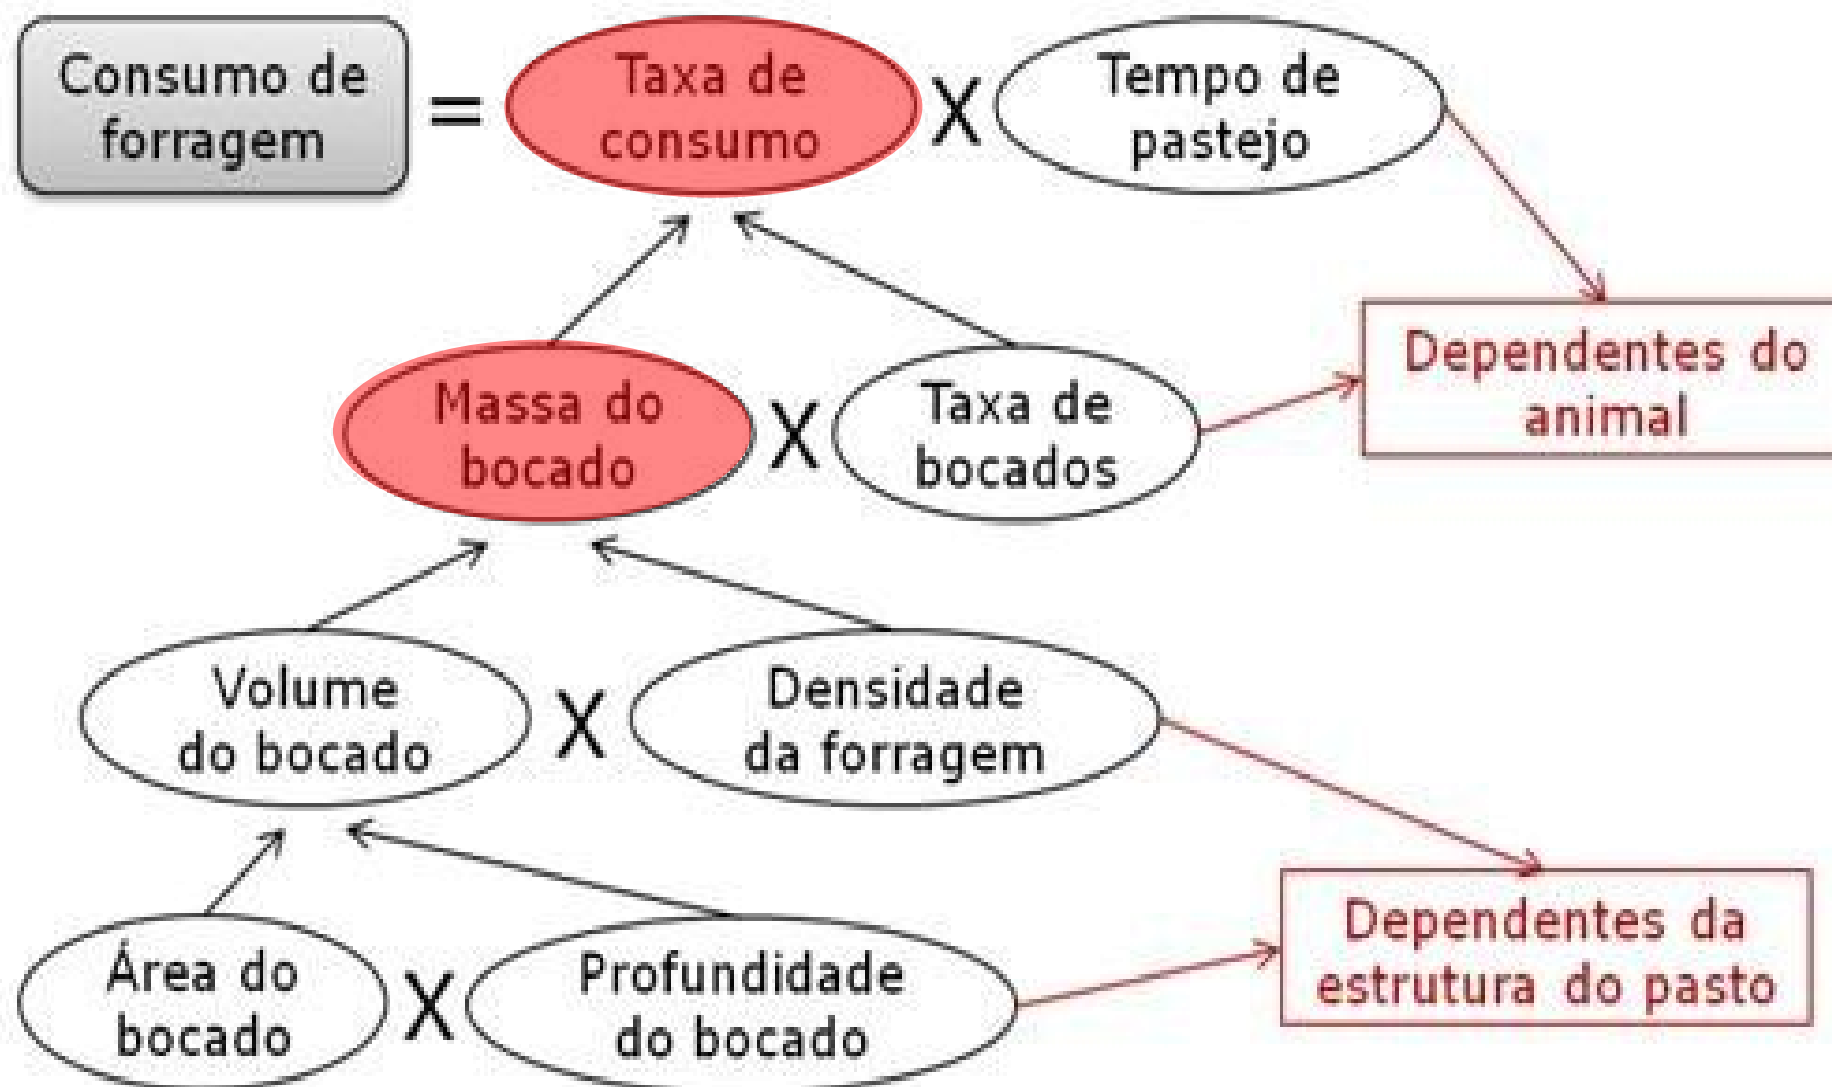 Consumo de
forragem
=
Taxa de
consumo
X
Tempo de
pastejo
Massa do
bocado
X
Taxa de
bocados
Dependentes do
animal
Volume
do bocado
X
Densidade
da forragem
Área do
bocado
X
Profundidade
do bocado
Dependentes da
estrutura do pasto